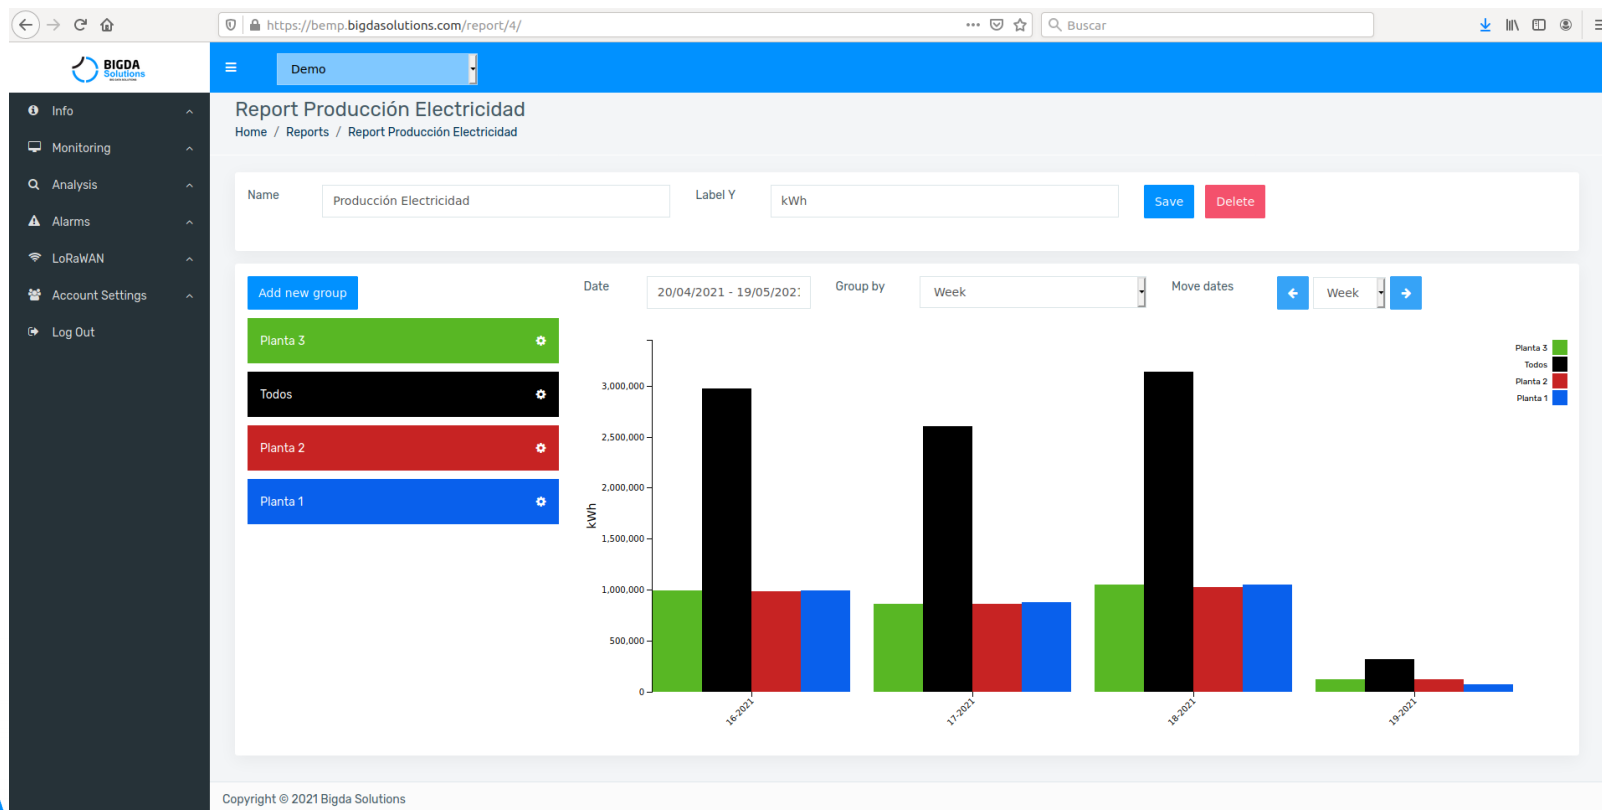 https://bemp.bigdasolutions.com/report/4/
Buscar
BIGDA
Solutions
Demo
Info
Monitoring
Analysis
Alarms
LoRaWAN
Account Settings
Log Out
Report Producción Electricidad
Home / Reports / Report Producción Electricidad
Name
Producción Electricidad
Label Y
kWh
Save
Delete
Add new group
Date
20/04/2021 - 19/05/202
Group by
Week
Move dates
Week
Planta 3
Todos
Planta 2
Planta 1
kWh
3,000,000
2,500,000
2,000,000
1,500,000
1,000,000
500,000
0
16-2021
17-2021
18-2021
19-2021
Planta 3
Todos
Planta 2
Planta 1
Copyright © 2021 Bigda Solutions